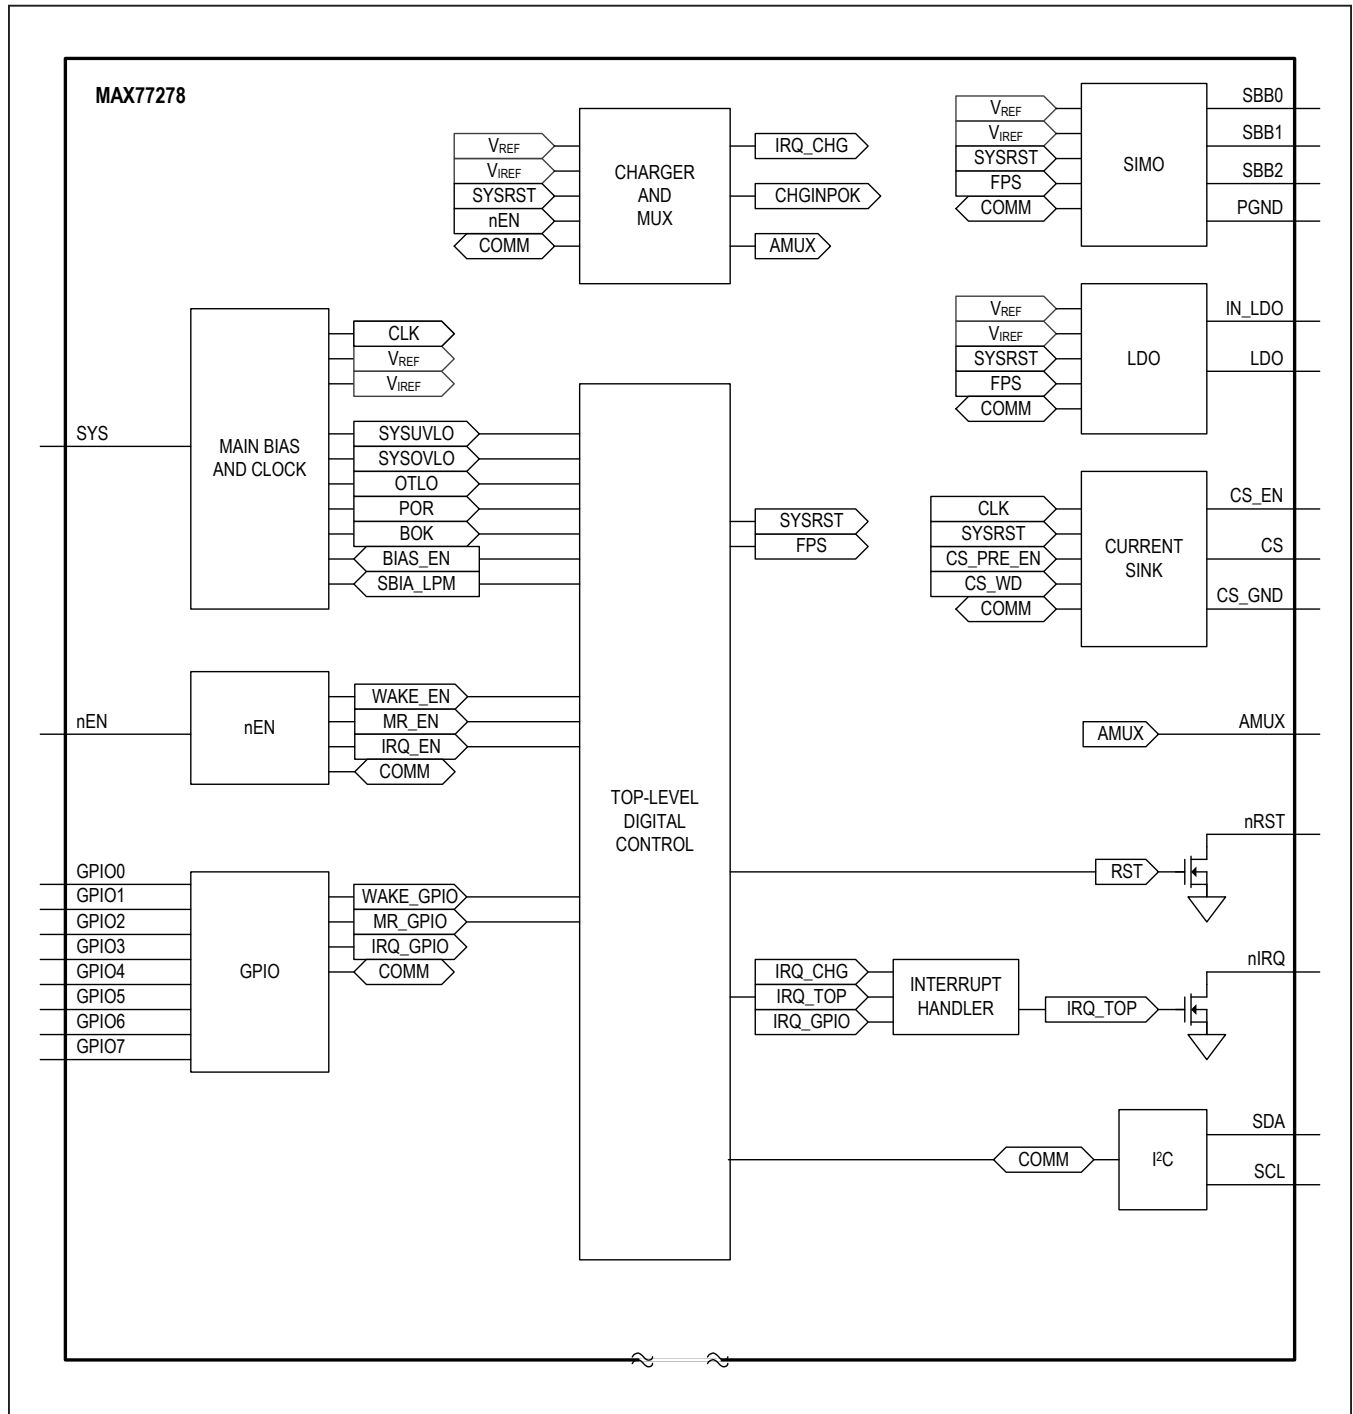 MAX77278
VREF
VIREF
SYSRST
nEN
COMM
CHARGER
AND
MUX
IRQ_CHG
CHGINPOK
AMUX
VREF
VIREF
SYSRST
FPS
COMM
SIMO
SBB0
SBB1
SBB2
PGND
VREF
VIREF
SYSRST
FPS
COMM
LDO
IN_LDO
LDO
SYS
MAIN BIAS
AND CLOCK
CLK
VREF
VIREF
SYSUVLO
SYSOVLO
OTLO
POR
BOK
BIAS_EN
SBIA_LPM
SYSRST
FPS
CLK
SYSRST
CS_PRE_EN
CS_WD
COMM
CURRENT
SINK
CS_EN
CS
CS_GND
nEN
nEN
WAKE_EN
MR_EN
IRQ_EN
COMM
AMUX
AMUX
TOP-LEVEL
DIGITAL
CONTROL
GPIO0
GPIO1
GPIO2
GPIO3
GPIO4
GPIO5
GPIO6
GPIO7
GPIO
WAKE_GPIO
MR_GPIO
IRQ_GPIO
COMM
RST
nRST
IRQ_CHG
IRQ_TOP
IRQ_GPIO
INTERRUPT
HANDLER
IRQ_TOP
nIRQ
COMM
I²C
SDA
SCL